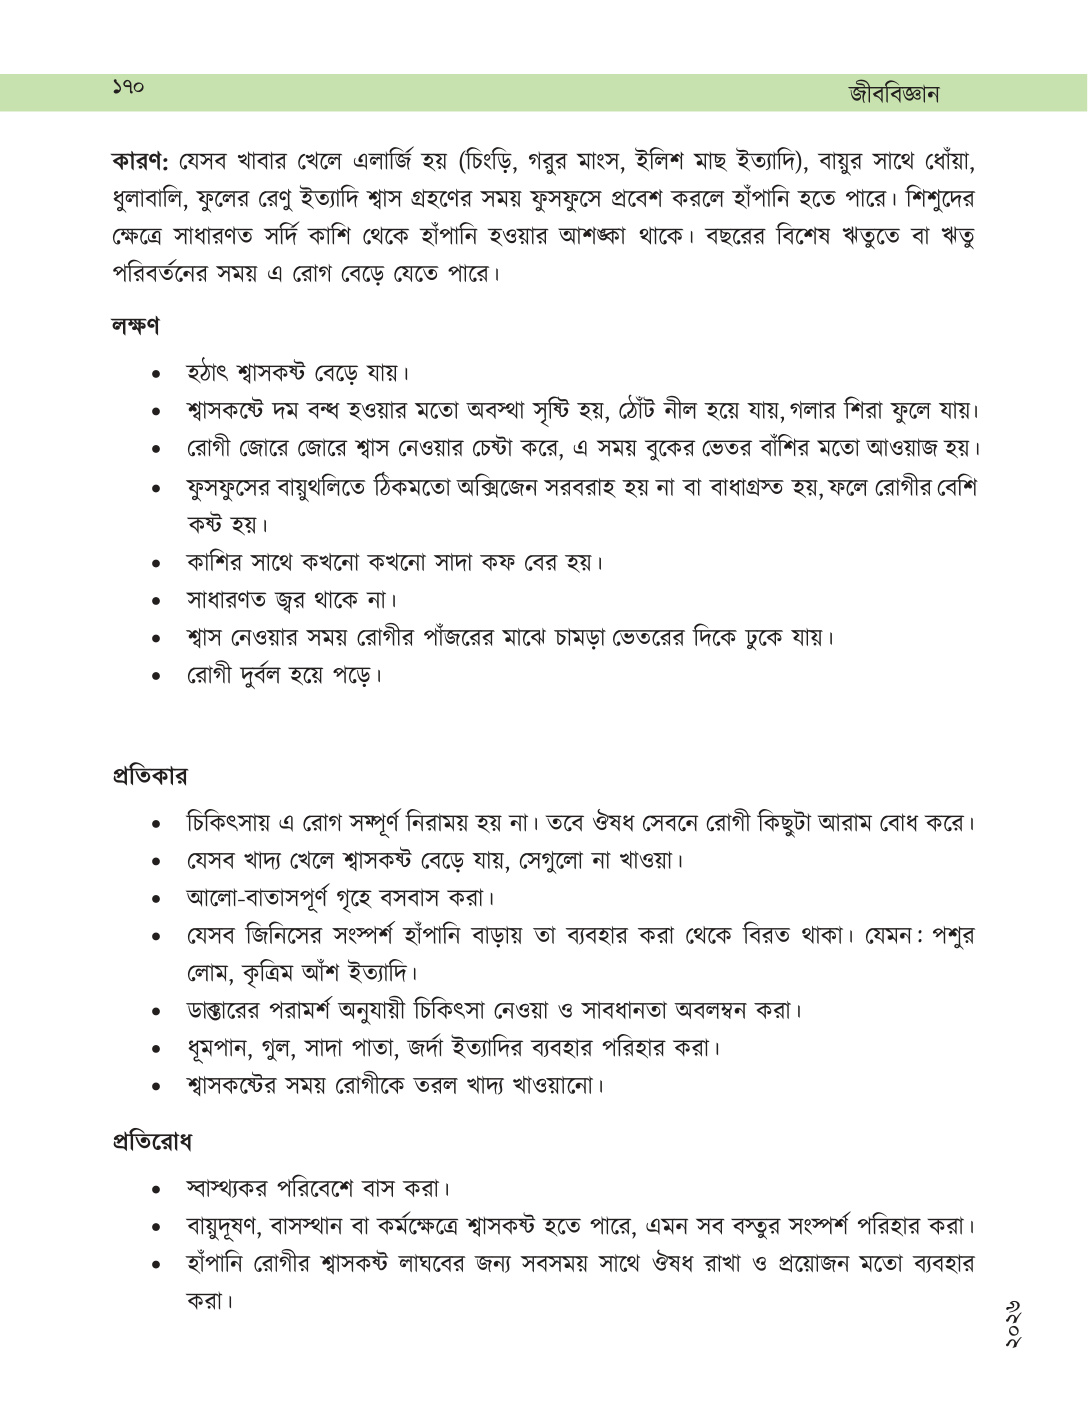 ১৭০
জীববিজ্ঞান
কারণ: যেসব খাবার খেলে এলার্জি হয় (চিংড়ি, গরুর মাংস, ইলিশ মাছ ইত্যাদি), বায়ুর সাথে ধোঁয়া,
ধুলাবালি, ফুলের রেণু ইত্যাদি শ্বাস গ্রহণের সময় ফুসফুসে প্রবেশ করলে হাঁপানি হতে পারে। শিশুদের
ক্ষেত্রে সাধারণত সর্দি কাশি থেকে হাঁপানি হওয়ার আশঙ্কা থাকে। বছরের বিশেষ ঋতুতে বা ঋতু
পরিবর্তনের সময় এ রোগ বেড়ে যেতে পারে।
লক্ষণ
• হঠাৎ শ্বাসকষ্ট বেড়ে যায়।
• শ্বাসকষ্টে দম বন্ধ হওয়ার মতো অবস্থা সৃষ্টি হয়, ঠোঁট নীল হয়ে যায়, গলার শিরা ফুলে যায়।
• রোগী জোরে জোরে শ্বাস নেওয়ার চেষ্টা করে, এ সময় বুকের ভেতর বাঁশির মতো আওয়াজ হয়।
• ফুসফুসের বায়ুথলিতে ঠিকমতো অক্সিজেন সরবরাহ হয় না বা বাধাগ্রস্ত হয়, ফলে রোগীর বেশি
কষ্ট হয়।
• কাশির সাথে কখনো কখনো সাদা কফ বের হয়।
• সাধারণত জ্বর থাকে না।
• শ্বাস নেওয়ার সময় রোগীর পাঁজরের মাঝে চামড়া ভেতরের দিকে ঢুকে যায়।
• রোগী দুর্বল হয়ে পড়ে।
প্রতিকার
• চিকিৎসায় এ রোগ সম্পূর্ণ নিরাময় হয় না। তবে ঔষধ সেবনে রোগী কিছুটা আরাম বোধ করে।
• যেসব খাদ্য খেলে শ্বাসকষ্ট বেড়ে যায়, সেগুলো না খাওয়া।
• আলো-বাতাসপূর্ণ গৃহে বসবাস করা।
• যেসব জিনিসের সংস্পর্শ হাঁপানি বাড়ায় তা ব্যবহার করা থেকে বিরত থাকা। যেমন: পশুর
লোম, কৃত্রিম আঁশ ইত্যাদি।
• ডাক্তারের পরামর্শ অনুযায়ী চিকিৎসা নেওয়া ও সাবধানতা অবলম্বন করা।
• ধূমপান, গুল, সাদা পাতা, জর্দা ইত্যাদির ব্যবহার পরিহার করা।
• শ্বাসকষ্টের সময় রোগীকে তরল খাদ্য খাওয়ানো।
প্রতিরোধ
• স্বাস্থ্যকর পরিবেশে বাস করা।
• বায়ুদূষণ, বাসস্থান বা কর্মক্ষেত্রে শ্বাসকষ্ট হতে পারে, এমন সব বস্তুর সংস্পর্শ পরিহার করা।
• হাঁপানি রোগীর শ্বাসকষ্ট লাঘবের জন্য সবসময় সাথে ঔষধ রাখা ও প্রয়োজন মতো ব্যবহার
করা।
২০২৬